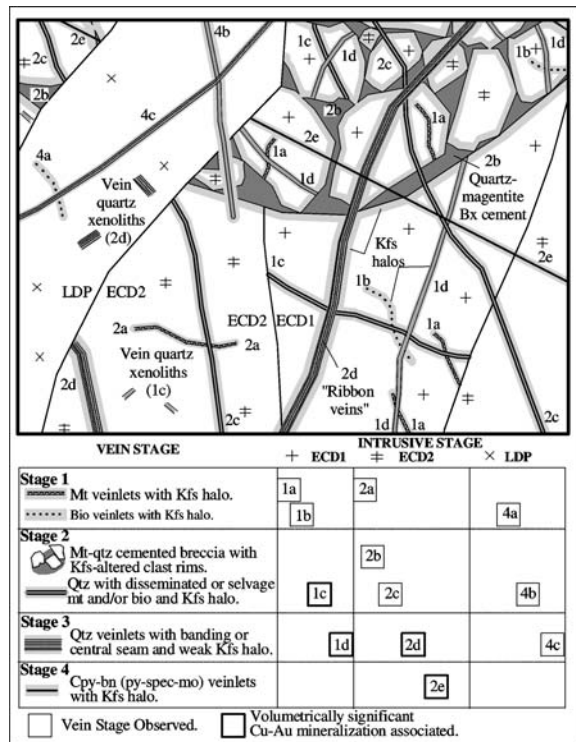 4b
2c
2e
1c
1d
2c
1b
1d
2b
4c
2b
2e
1a
1a
4a
1d
2b
Quartz-
magentite
Bx cement
Vein
quartz
xenoliths
(2d)
Kfs
halos
1c
1b
2e
1d
LDP
ECD2
ECD2
ECD1
2a
2a
1a
Vein quartz
xenoliths
(1c)
2d
2d
"Ribbon
veins"
2c
1d
1a
2c
VEIN STAGE
INTRUSIVE STAGE
+ ECD1
ǂ ECD2
× LDP
Stage 1
Mt veinlets with Kfs halo.
1a
2a
Bio veinlets with Kfs halo.
1b
4a
Stage 2
Mt-qtz cemented breccia with
Kfs-altered clast rims.
2b
Qtz with disseminated or selvage
mt and/or bio and Kfs halo.
1c
2c
4b
Stage 3
Qtz veinlets with banding or
central seam and weak Kfs halo.
1d
2d
4c
Stage 4
Cpy-bn (py-spec-mo) veinlets
with Kfs halo.
2e
Vein Stage Observed.
Volumetrically significant
Cu-Au mineralization associated.